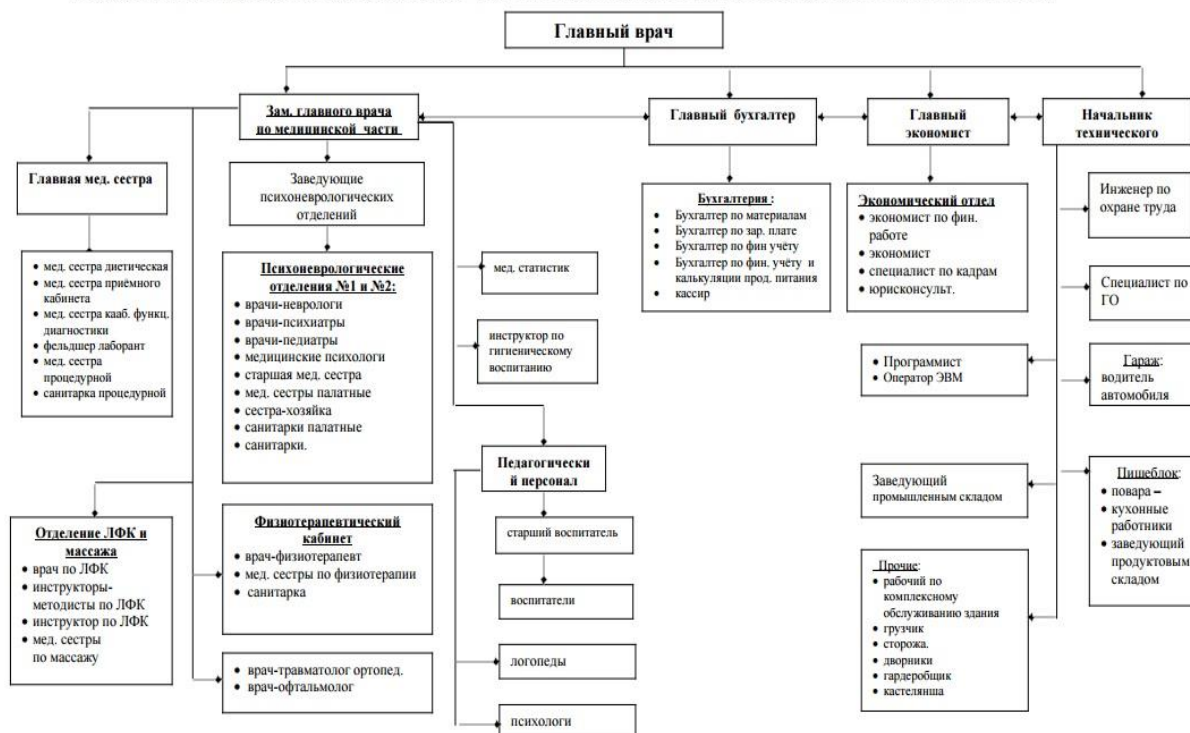 Главный врач
Зам. главного врача
по медицинской части
Главный бухгалтер
Главный
экономист
Начальник
технического
Главная мед. сестра
Заведующие
психоневрологических
отделений
Бухгалтерия :
• Бухгалтер по материалам
• Бухгалтер по зар. плате
• Бухгалтер по фин учёту
• Бухгалтер по фин. учёту и
калькуляции прод. питания
• кассир
Экономический отдел
• экономист по фин.
работе
• экономист
• специалист по кадрам
• юрисконсульт.
Инженер по
охране труда
• мед. сестра диетическая
• мед. сестра приёмного
кабинета
• мед. сестра кааб. функц.
диагностики
• фельдшер лаборант
• мед. сестра
процедурной
• санитарка процедурной
Психоневрологические
отделения №1 и №2:
• врачи-неврологи
• врачи-психиатры
• врачи-педиатры
• медицинские психологи
• старшая мед. сестра
• мед. сестры палатные
• сестра-хозяйка
• санитарки палатные
• санитарки.
мед. статистик
инструктор по
гигиеническому
воспитанию
Специалист по
ГО
• Программист
• Оператор ЭВМ
Гараж:
водитель
автомобиля
Педагогически
й персонал
Заведующий
промышленным складом
Пищеблок:
• повара –
• кухонные
работники
• заведующий
продуктовым
складом
Отделение ЛФК и
массажа
• врач по ЛФК
• инструкторы-
методисты по ЛФК
• инструктор по ЛФК
• мед. сестры
по массажу
Физиотерапевтический
кабинет
• врач-физиотерапевт
• мед. сестры по физиотерапии
• санитарка
старший воспитатель
воспитатели
Прочие:
• рабочий по
комплексному
обслуживанию здания
• грузчик
• сторожа.
• дворники
• гардеробщик
• кастелянша
• врач-травматолог ортопед.
• врач-офтальмолог
логопеды
психологи